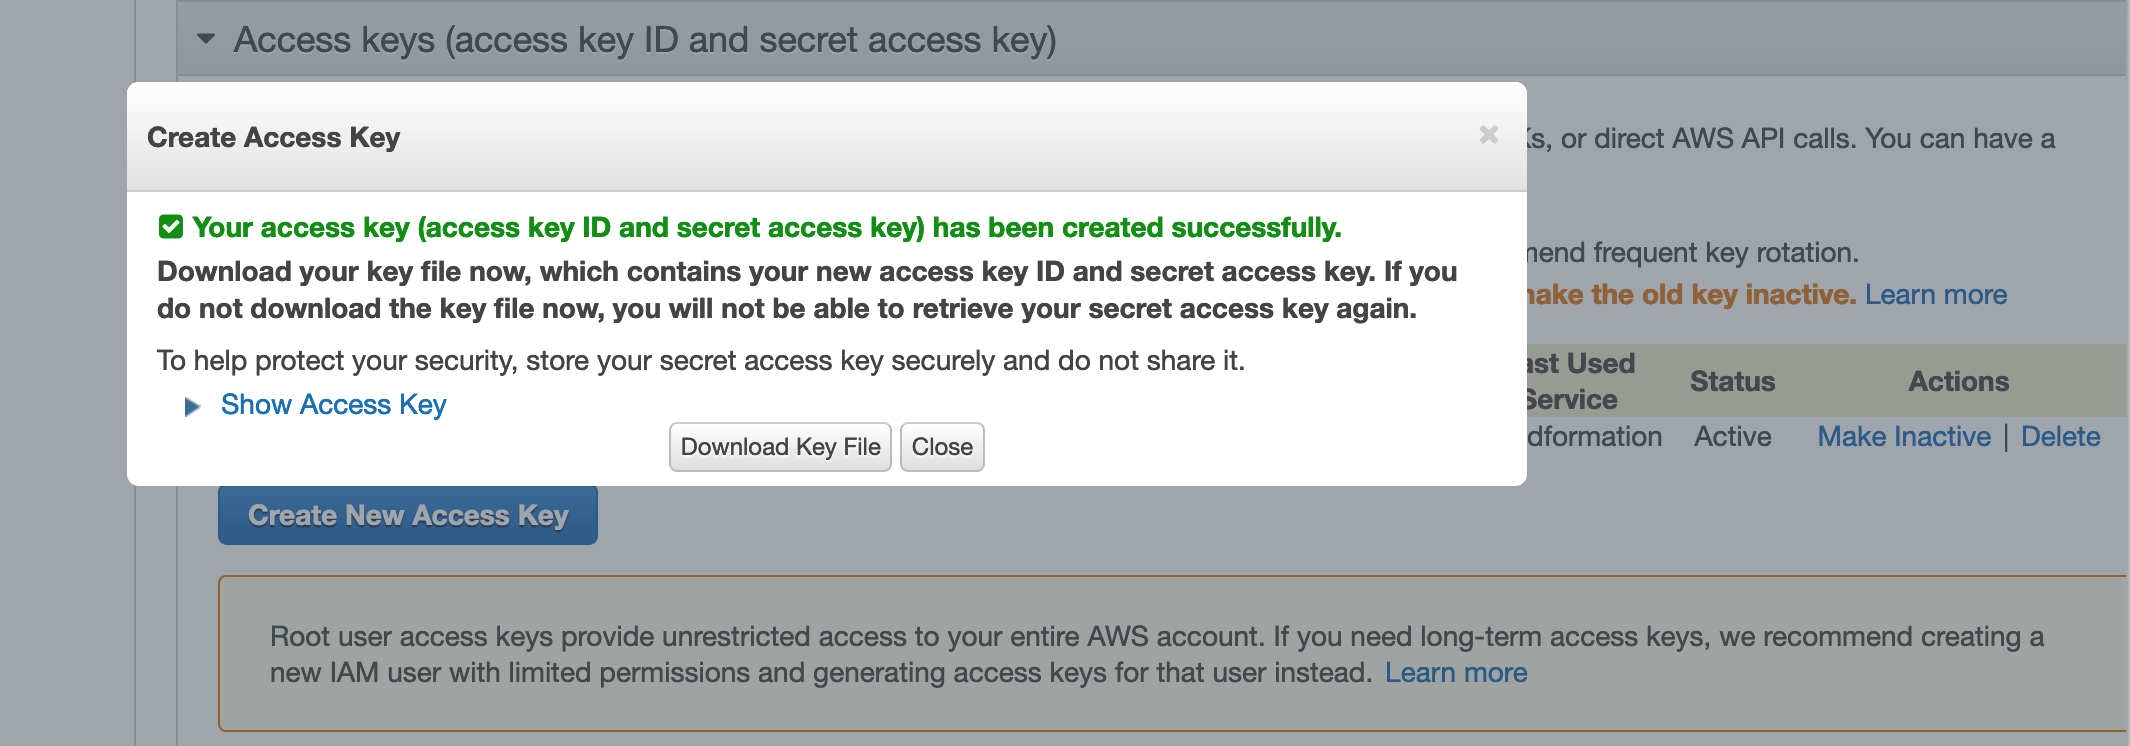 Access keys (access key ID and secret access key)
Create Access Key
s, or direct AWS API calls. You can have a
Your access key (access key ID and secret access key) has been created successfully.
Download your key file now, which contains your new access key ID and secret access key. If you
do not download the key file now, you will not be able to retrieve your secret access key again.
To help protect your security, store your secret access key securely and do not share it.
Show Access Key
Download Key File Close
frequent key rotation.
the old key inactive. Learn more
Used Status Actions
Service
Active Make Inactive | Delete
Create New Access Key
Root user access keys provide unrestricted access to your entire AWS account. If you need long-term access keys, we recommend creating a
new IAM user with limited permissions and generating access keys for that user instead. Learn more